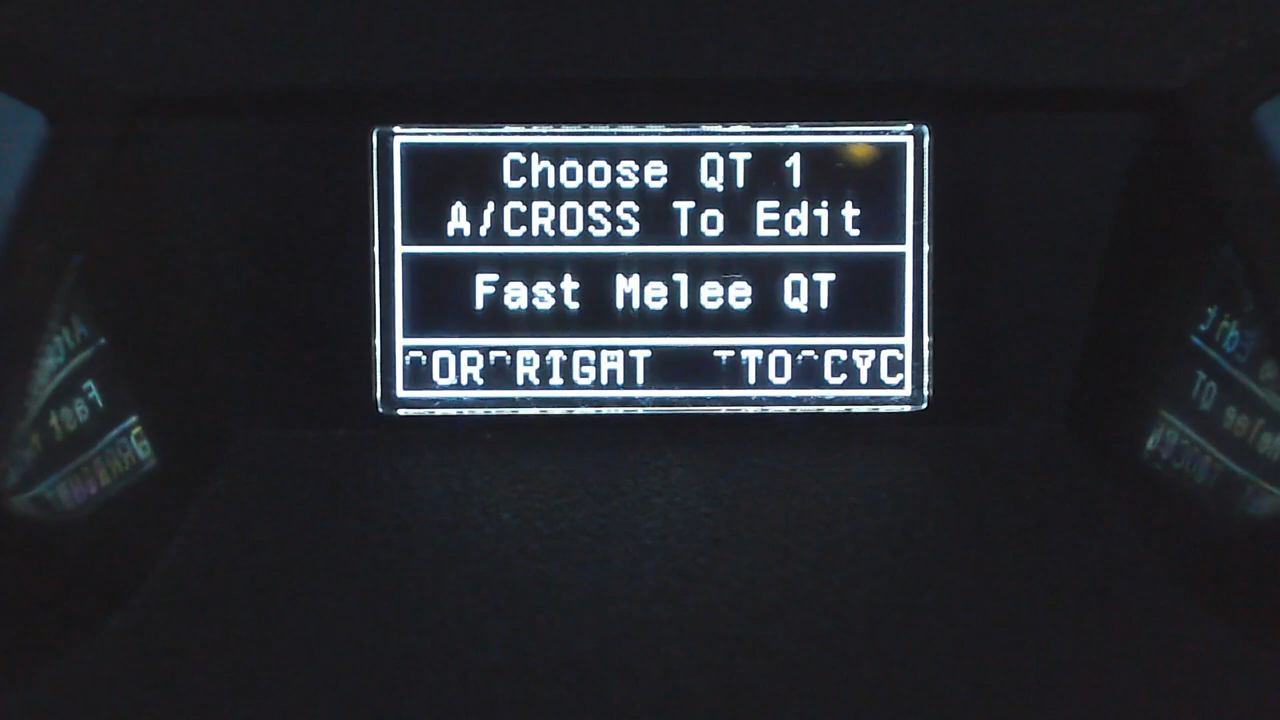 Choose QT 1
A/CROSS To Edit
Fast Melee QT
OR RIGHT TO CYC